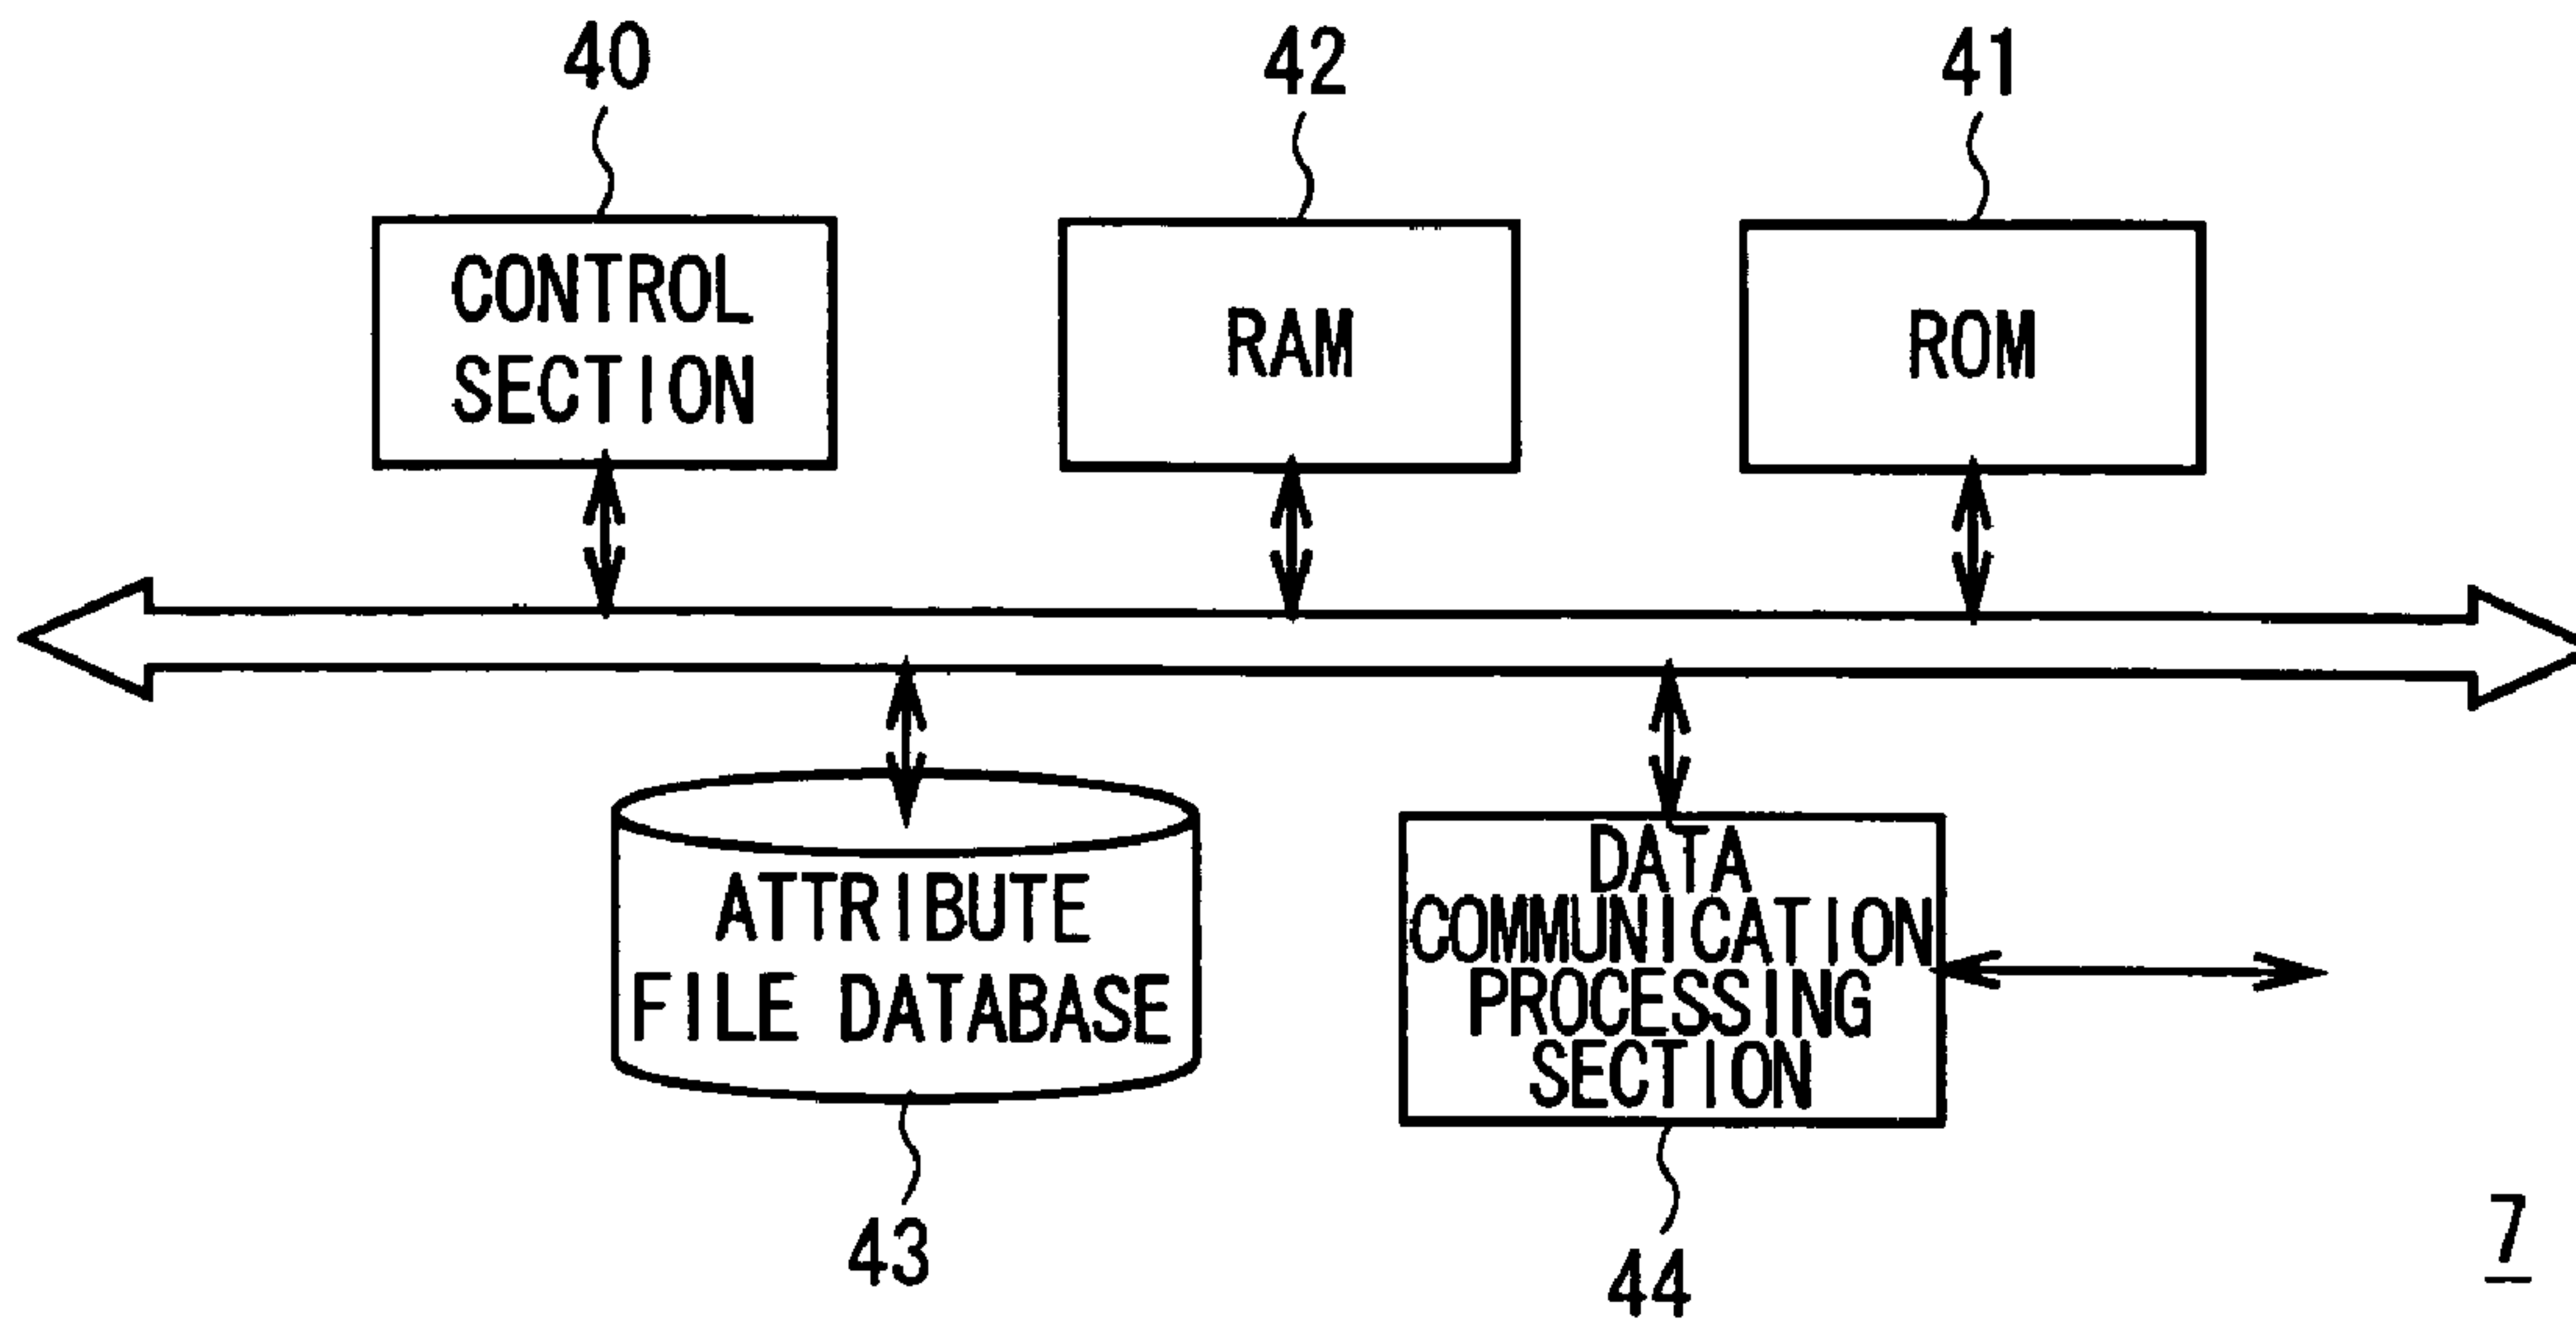 40
42
41
CONTROL
SECTION
RAM
ROM
ATTRIBUTE
FILE DATABASE
DATA
COMMUNICATION
PROCESSING
SECTION
43
44
7